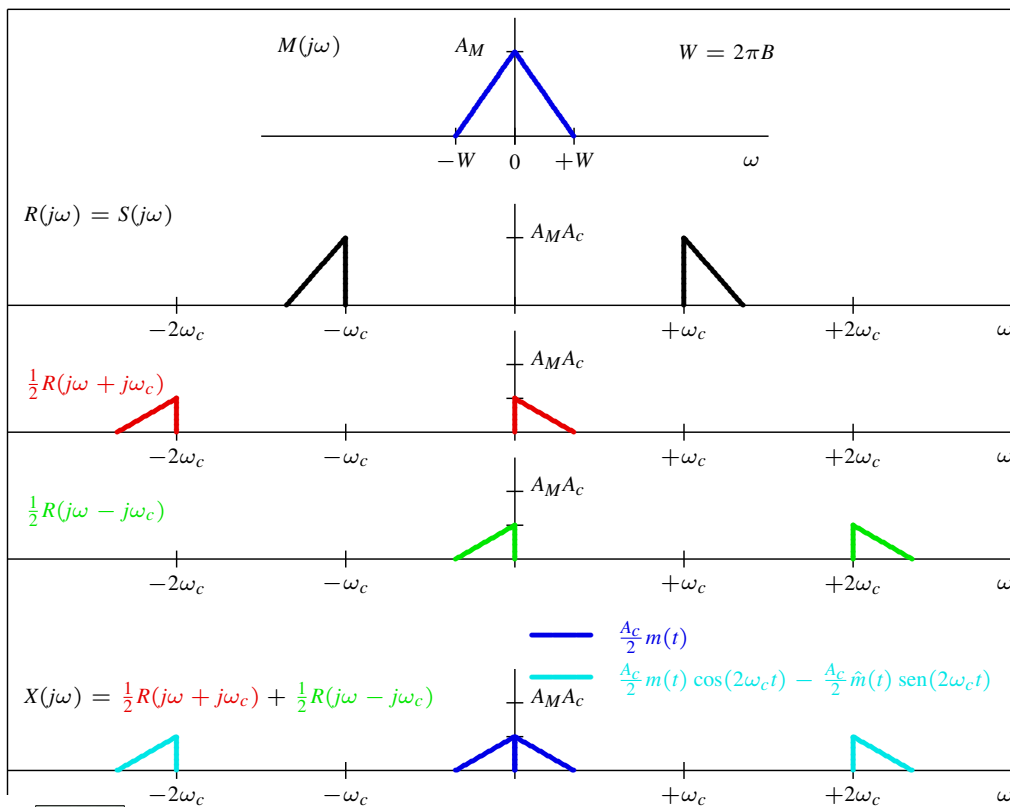 M(jω) A_M W = 2πB
−W 0 +W ω
R(jω) = S(jω) A_M A_c
−2ω_c −ω_c +ω_c +2ω_c ω
A_M A_c
½R(jω + jω_c)
−2ω_c −ω_c +ω_c +2ω_c ω
A_M A_c
½R(jω − jω_c)
−2ω_c −ω_c +ω_c +2ω_c ω
A_c/2 m(t)
A_c/2 m(t) cos(2ω_c t) − A_c/2 m̂(t) sen(2ω_c t)
X(jω) = ½R(jω + jω_c) + ½R(jω − jω_c) A_M A_c
−2ω_c −ω_c +ω_c +2ω_c ω